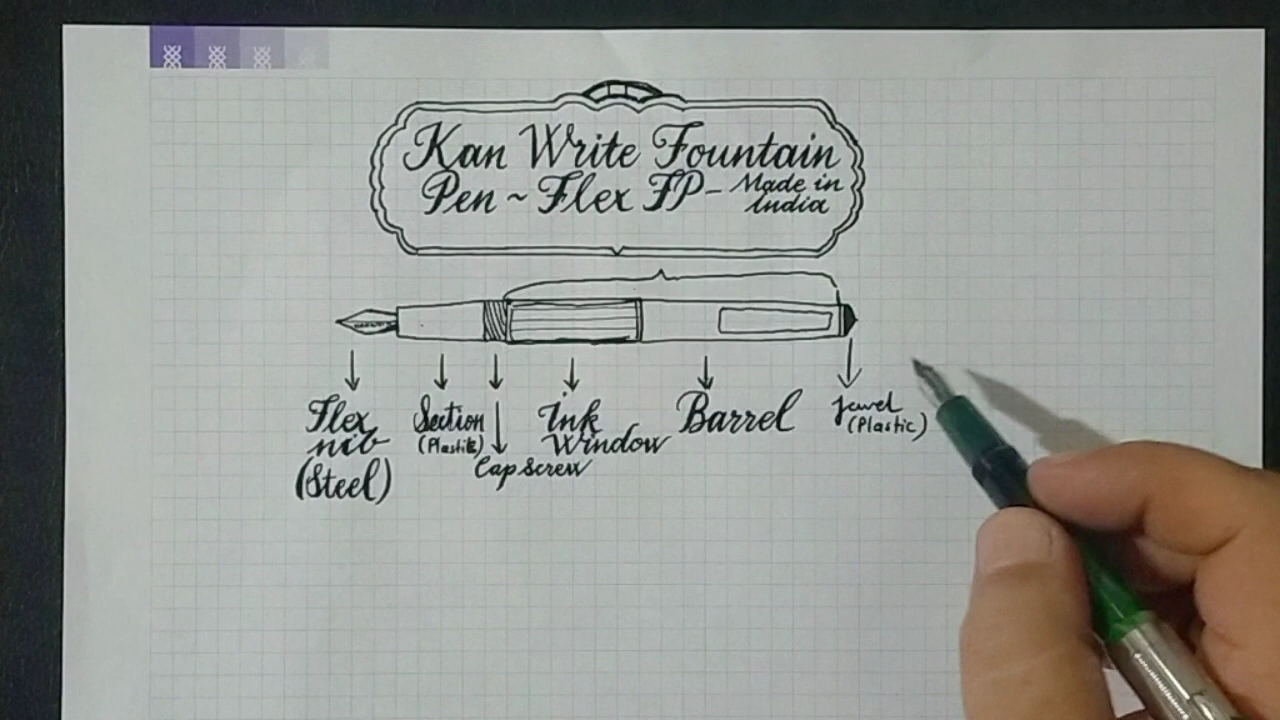 Kan Write Fountain
Pen ~ Flex FP - Made in
India
Flex
nib
(Steel)
Section
(Plastik)
Cap screw
Ink
Window
Barrel
Jewel
(Plastic)